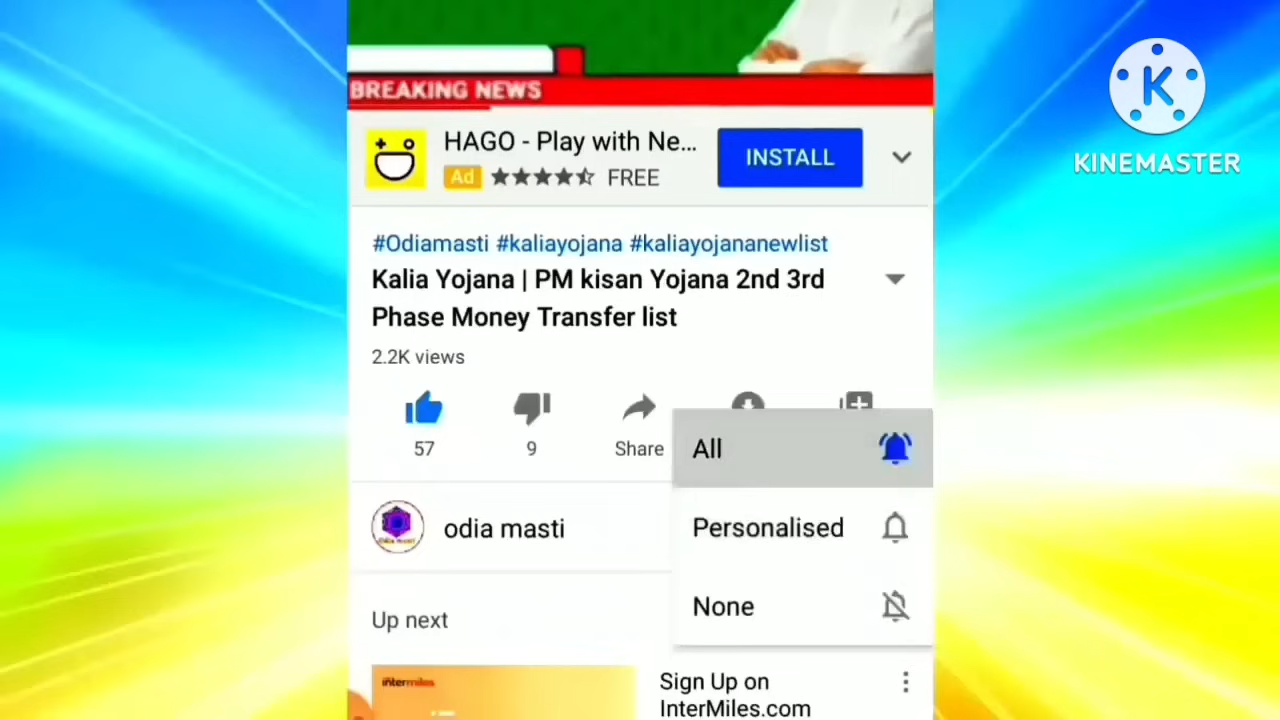 BREAKING NEWS
HAGO - Play with Ne...
INSTALL
Ad
FREE
KINEMASTER
#Odiamasti #kaliayojana #kaliayojananewlist
Kalia Yojana | PM kisan Yojana 2nd 3rd
Phase Money Transfer list
2.2K views
57
9
Share
All
odia masti
Personalised
None
Up next
intermiles
Sign Up on
InterMiles.com